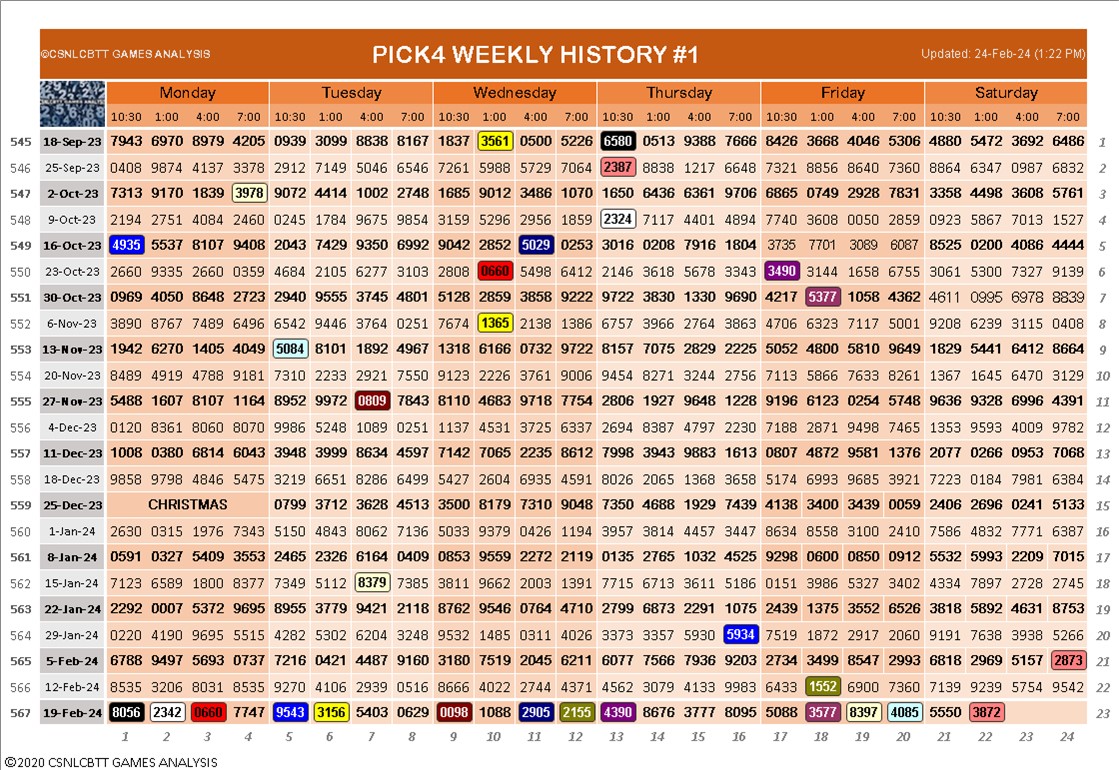 ©CSNLCBTT GAMES ANALYSIS PICK4 WEEKLY HISTORY #1 Updated: 24-Feb-24 (1:22 PM)
Monday Tuesday Wednesday Thursday Friday Saturday
10:30 1:00 4:00 7:00 10:30 1:00 4:00 7:00 10:30 1:00 4:00 7:00 10:30 1:00 4:00 7:00 10:30 1:00 4:00 7:00 10:30 1:00 4:00 7:00
545 18-Sep-23 7943 6970 8979 4205 0939 3099 8838 8167 1837 3561 0500 5226 6580 0513 9388 7666 8426 3668 4046 5306 4880 5472 3692 6486 1
546 25-Sep-23 0408 9874 4137 3378 2912 7149 5046 6546 7261 5988 5729 7064 2387 8838 1217 6648 7321 8856 8640 7360 8864 6347 0987 6832 2
547 2-Oct-23 7313 9170 1839 3978 9072 4414 1002 2748 1685 9012 3486 1070 1650 6436 6361 9706 6865 0749 2928 7831 3358 4498 3608 5761 3
548 9-Oct-23 2194 2751 4084 2460 0245 1784 9675 9854 3159 5296 2956 1859 2324 7117 4401 4894 7740 3608 0050 2859 0923 5867 7013 1527 4
549 16-Oct-23 4935 5537 8107 9408 2043 7429 9350 6992 9042 2852 5029 0253 3016 0208 7916 1804 3735 7701 3089 6087 8525 0200 4086 4444 5
550 23-Oct-23 2660 9335 2660 0359 4684 2105 6277 3103 2808 0660 5498 6412 2146 3618 5678 3343 3490 3144 1658 6755 3061 5300 7327 9139 6
551 30-Oct-23 0969 4050 8648 2723 2940 9555 3745 4801 5128 2859 3858 9222 9722 3830 1330 9690 4217 5377 1058 4362 4611 0995 6978 8839 7
552 6-Nov-23 3890 8767 7489 6496 6542 9446 3764 0251 7674 1365 2138 1386 6757 3966 2764 3863 4706 6323 7117 5001 9208 6239 3115 0408 8
553 13-Nov-23 1942 6270 1405 4049 5084 8101 1892 4967 1318 6166 0732 9722 8157 7075 2829 2225 5052 4800 5810 9649 1829 5441 6412 8664 9
554 20-Nov-23 8489 4919 4788 9181 7310 2233 2921 7550 9123 2226 3761 9006 9454 8271 3244 2756 7113 5866 7633 8261 1367 1645 6470 3129 10
555 27-Nov-23 5488 1607 8107 1164 8952 9972 0809 7843 8110 4683 9718 7754 2806 1927 9648 1228 9196 6123 0254 5748 9636 9328 6996 4391 11
556 4-Dec-23 0120 8361 8060 8070 9986 5248 1089 0251 1137 4531 3725 6337 2694 8387 4797 2230 7188 2871 9498 7465 1353 9593 4009 9782 12
557 11-Dec-23 1008 0380 6814 6043 3948 3999 8634 4597 7142 7065 2235 8612 7998 3943 9883 1613 0807 4872 9581 1376 2077 0266 0953 7068 13
558 18-Dec-23 9858 9798 4846 5475 3219 6651 8286 6499 5427 2604 6935 4591 8026 2065 1368 3658 5174 6993 9685 3921 7223 0184 7981 6384 14
559 25-Dec-23 CHRISTMAS 0799 3712 3628 4513 3500 8179 7310 9048 7350 4688 1929 7439 4138 3400 3439 0059 2406 2696 0241 5133 15
560 1-Jan-24 2630 0315 1976 7343 5150 4843 8062 7136 5033 9379 0426 1194 3957 3814 4457 3447 8634 8558 3100 2410 7586 4832 7771 6387 16
561 8-Jan-24 0591 0327 5409 3553 2465 2326 6164 0409 0853 9559 2272 2119 0135 2765 1032 4525 9298 0600 0850 0912 5532 5993 2209 7015 17
562 15-Jan-24 7123 6589 1800 8377 7349 5112 8379 7385 3811 9662 2003 1391 7715 6713 3611 5186 0151 3986 5327 3402 4334 7897 2728 2745 18
563 22-Jan-24 2292 0007 5372 9695 8955 3779 9421 2118 8762 9546 0764 4710 2799 6873 2291 1075 2439 1375 3552 6526 3818 5892 4631 8753 19
564 29-Jan-24 0220 4190 9695 5515 4282 5302 6204 3248 9532 1485 0311 4026 3373 3357 5930 5934 7519 1872 2917 2060 9191 7638 3938 5266 20
565 5-Feb-24 6788 9497 5693 0737 7216 0421 4487 9160 3180 7519 2045 6211 6077 7566 7936 9203 2734 3499 8547 2993 6818 2969 5157 2873 21
566 12-Feb-24 8535 3206 8031 8535 9270 4106 2939 0516 8666 4022 2744 4371 4562 3079 4133 9983 6433 1552 6900 7360 7139 9239 5754 9542 22
567 19-Feb-24 8056 2342 0660 7747 9543 3156 5403 0629 0098 1088 2905 2155 4390 8676 3777 8095 5088 3577 8397 4085 5550 3872 23
1 2 3 4 5 6 7 8 9 10 11 12 13 14 15 16 17 18 19 20 21 22 23 24
©2020 CSNLCBTT GAMES ANALYSIS